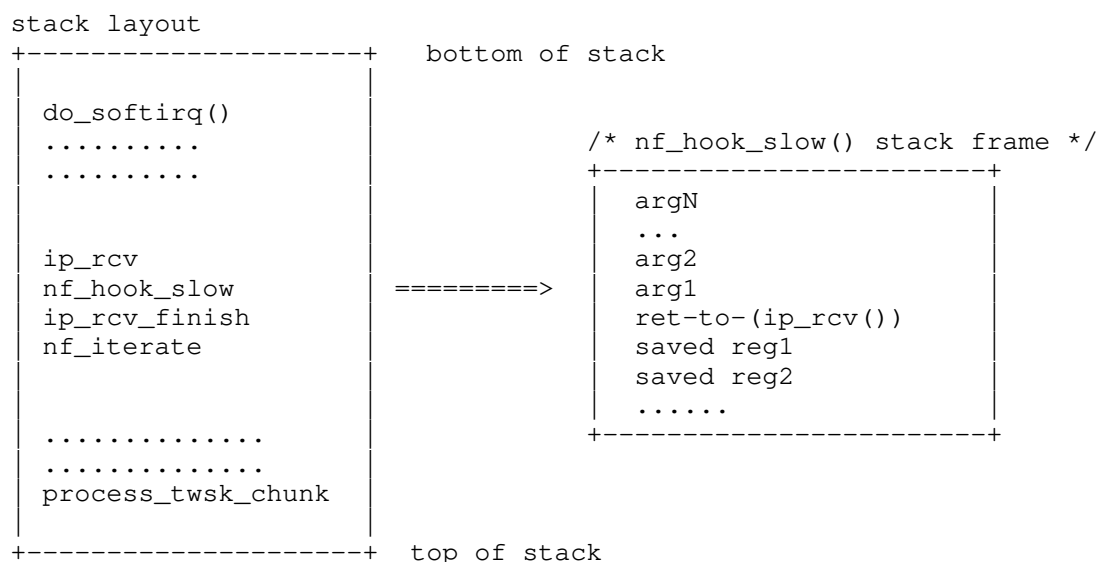 stack layout
bottom of stack
do_softirq()
..........
/* nf_hook_slow() stack frame */
..........
argN
...
ip_rcv
arg2
nf_hook_slow
=========>
arg1
ip_rcv_finish
ret-to-(ip_rcv())
nf_iterate
saved reg1
saved reg2
......
..............
..............
process_twsk_chunk
top of stack